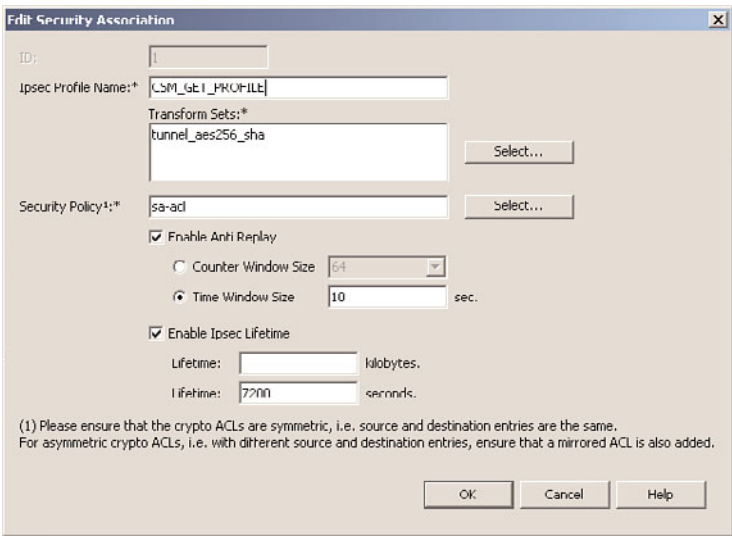 Edit Security Association
ID: 1
Ipsec Profile Name:* CSM_GET_PROFILE
Transform Sets:*
tunnel_aes256_sha
Select...
Security Policy¹:* sa-acl Select...
Enable Anti Replay
Counter Window Size 64
Time Window Size 10 sec.
Enable Ipsec Lifetime
Lifetime: kilobytes.
Lifetime: 7200 seconds.
(1) Please ensure that the crypto ACLs are symmetric, i.e. source and destination entries are the same.
For asymmetric crypto ACLs, i.e. with different source and destination entries, ensure that a mirrored ACL is also added.
OK Cancel Help